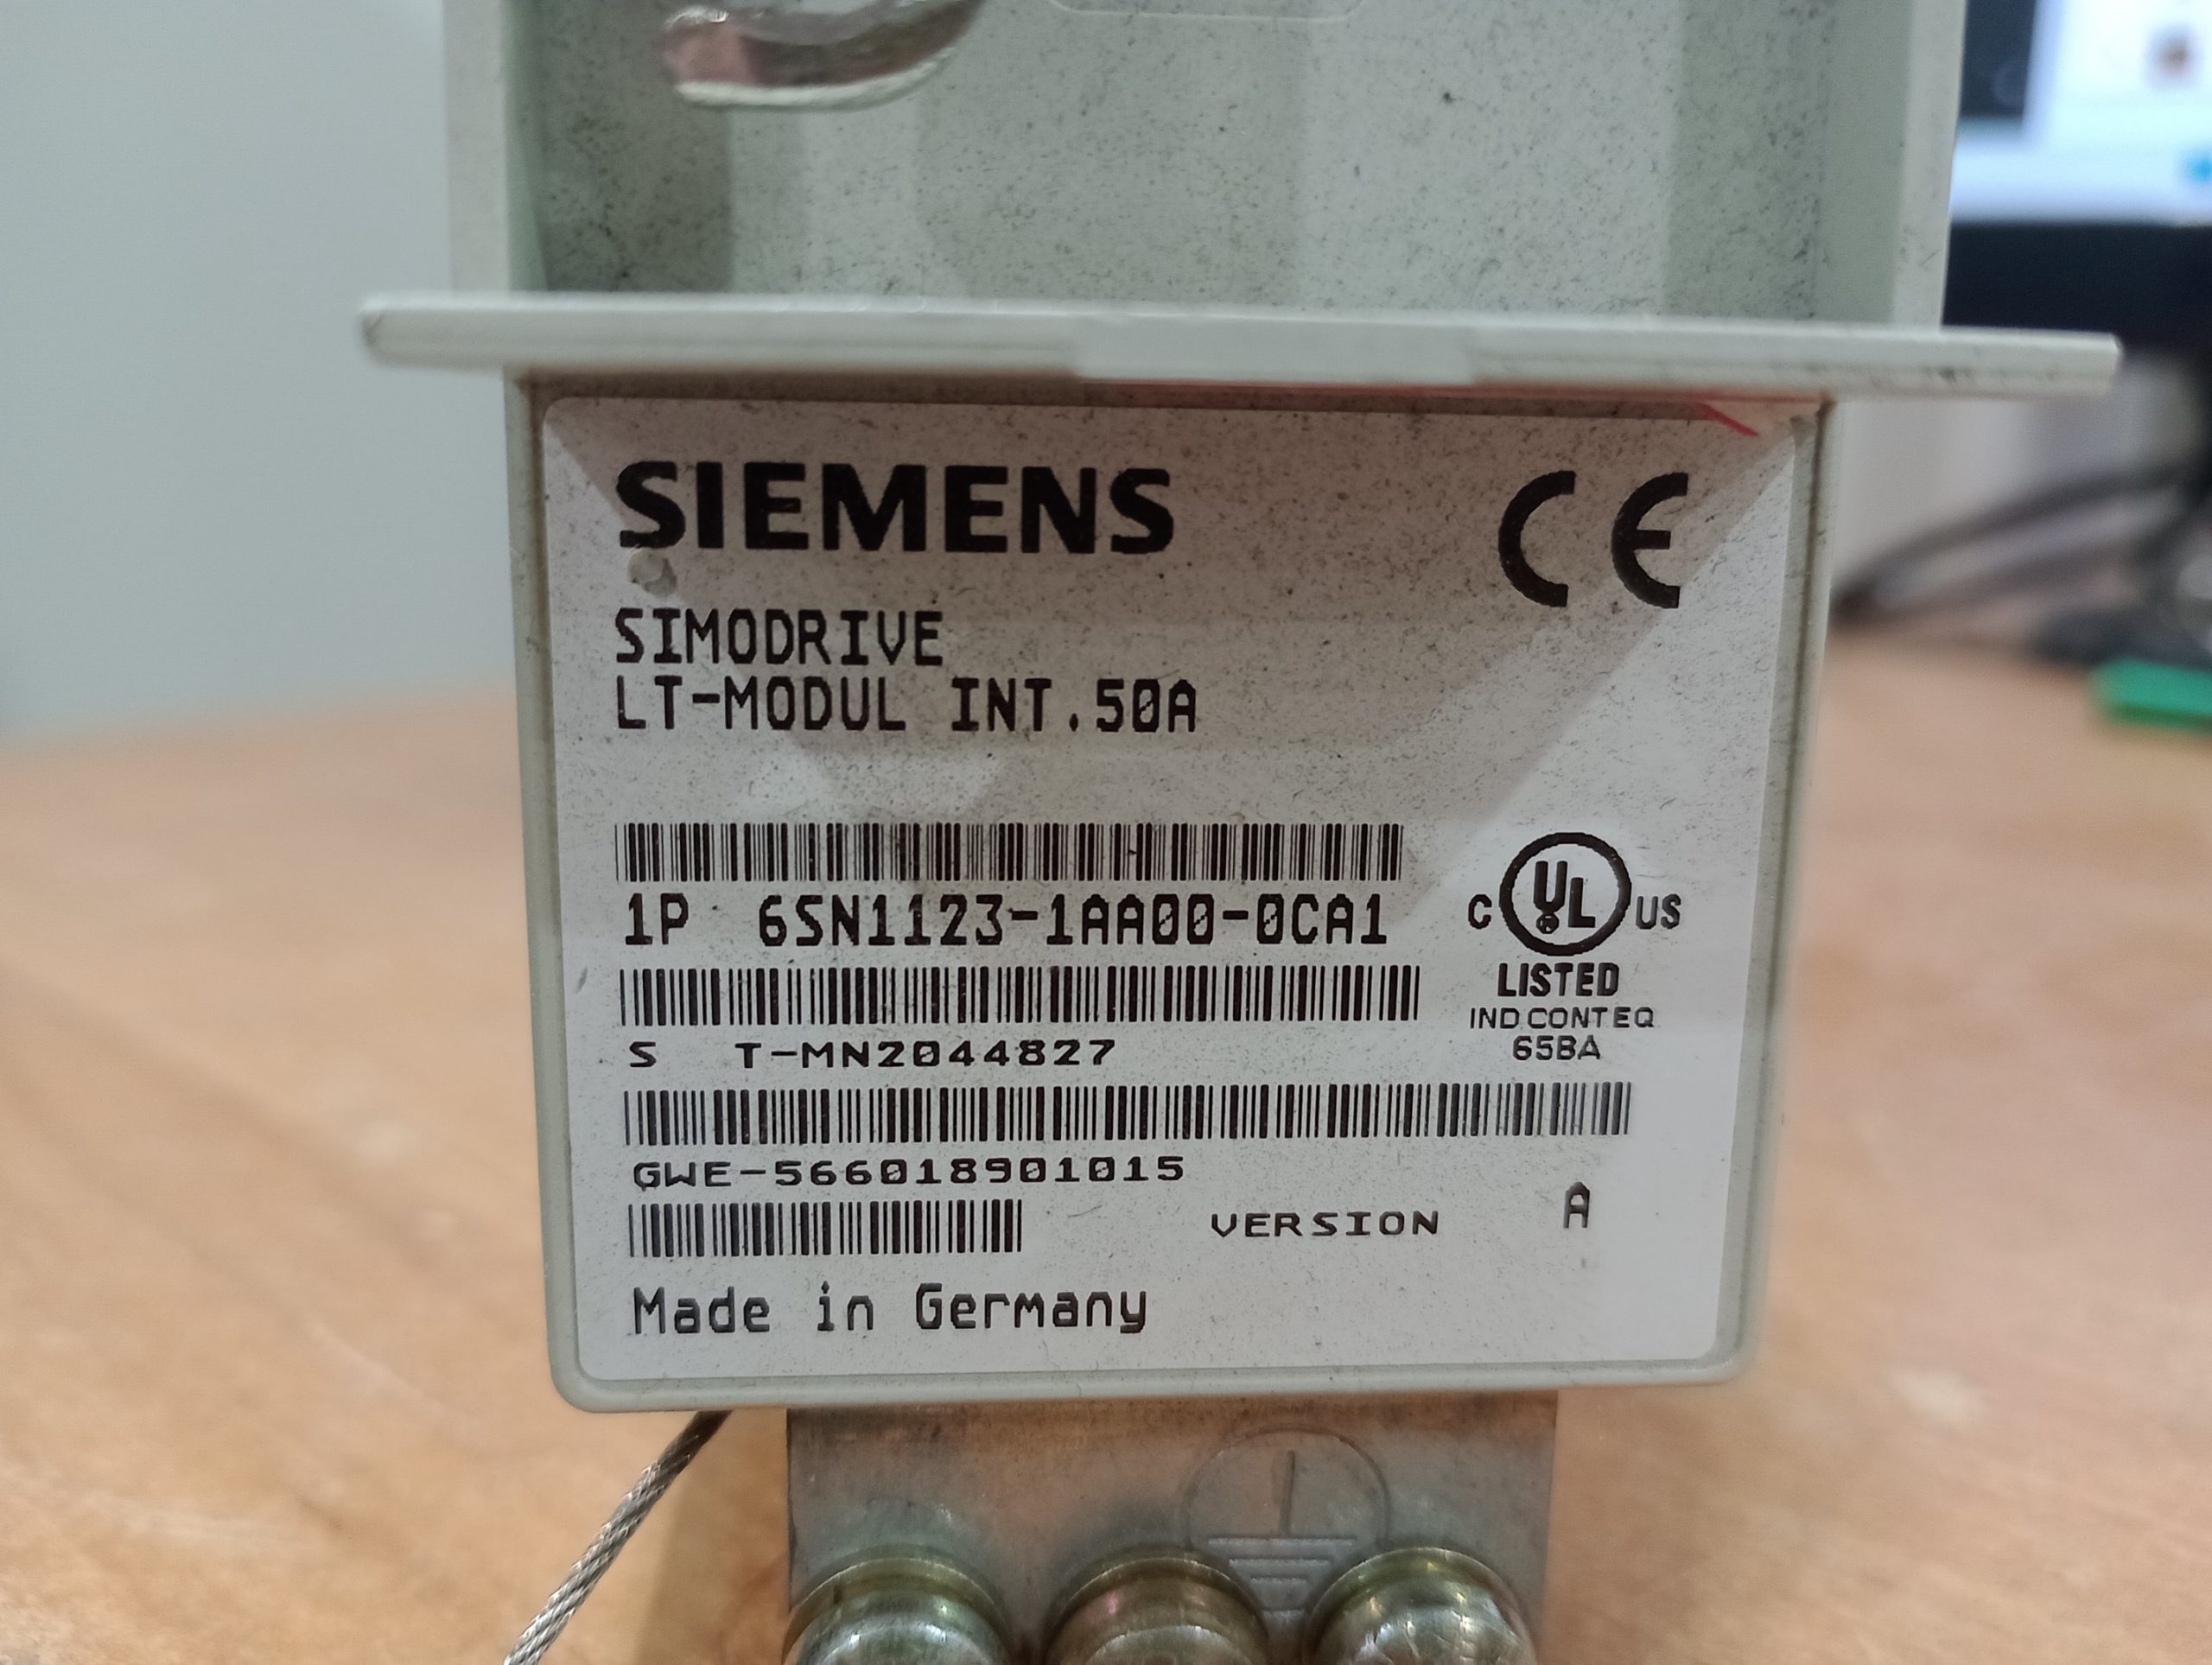 SIEMENS CE
SIMODRIVE
LT-MODUL INT.50A
1P 6SN1123-1AA00-0CA1
C UL US
LISTED
IND CONT EQ
65BA
S T-MN2044827
GWE-566018901015
VERSION A
Made in Germany